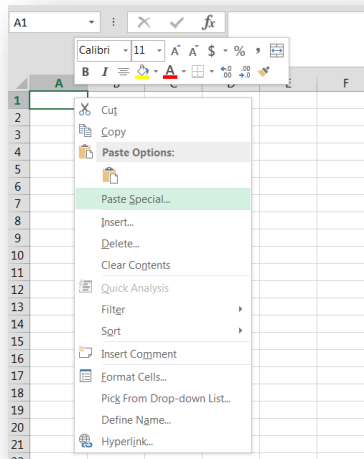 A1 fx
Calibri 11 A A $ % ,
B I A .00 .0 .00 .0
A B C D E F
1
2
3
4
5
6
7
8
9
10
11
12
13
14
15
16
17
18
19
20
21
Cut
Copy
Paste Options:
Paste Special...
Insert...
Delete...
Clear Contents
Quick Analysis
Filter
Sort
Insert Comment
Format Cells...
Pick From Drop-down List...
Define Name...
Hyperlink...